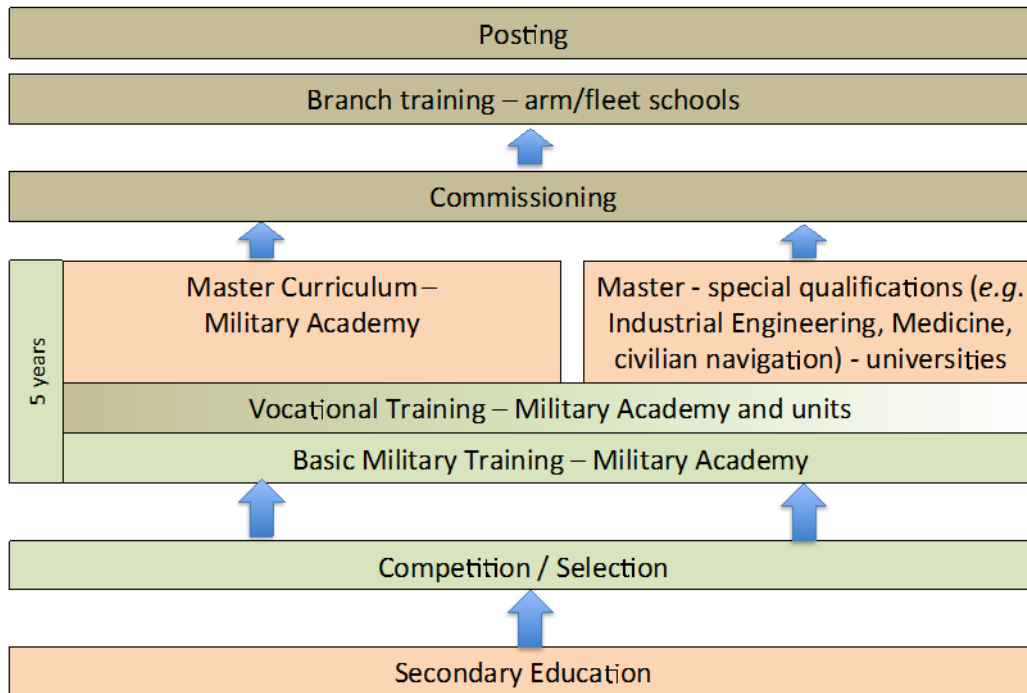 Posting
Branch training – arm/fleet schools
Commissioning
Master Curriculum –
Military Academy
Master - special qualifications (e.g.
Industrial Engineering, Medicine,
civilian navigation) - universities
5 years
Vocational Training – Military Academy and units
Basic Military Training – Military Academy
Competition / Selection
Secondary Education